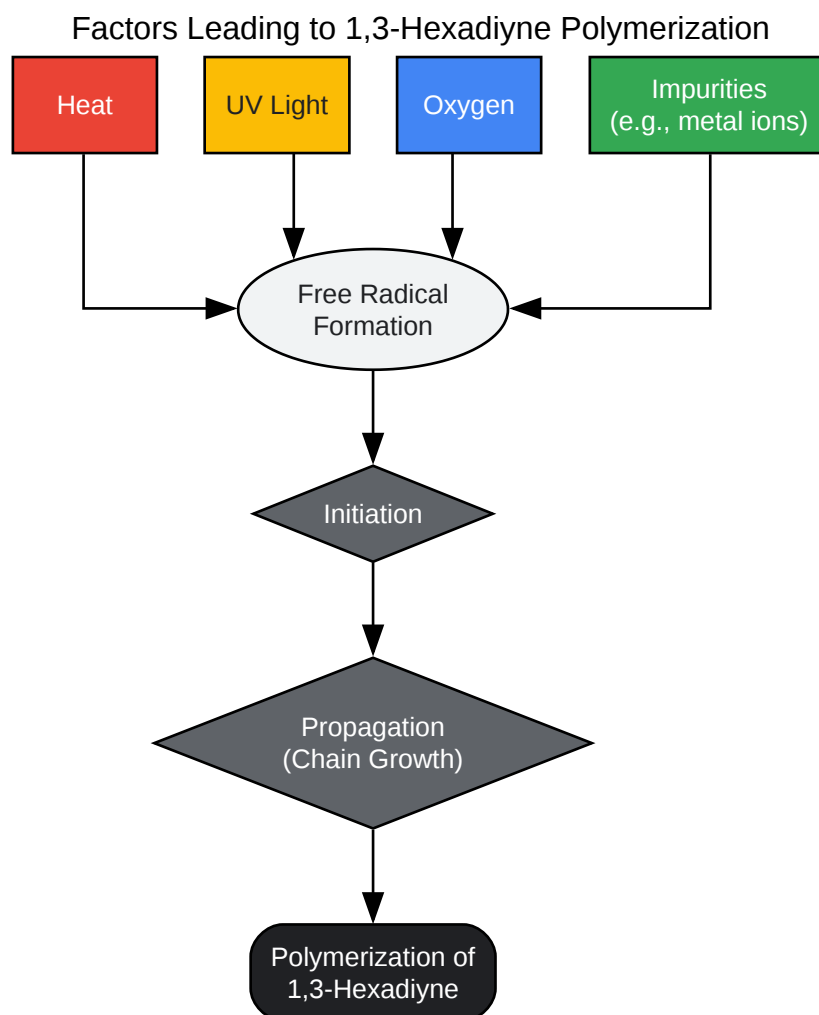 Factors Leading to 1,3-Hexadiyne Polymerization
Heat
UV Light
Oxygen
Impurities
(e.g., metal ions)
Free Radical
Formation
Initiation
Propagation
(Chain Growth)
Polymerization of
1,3-Hexadiyne